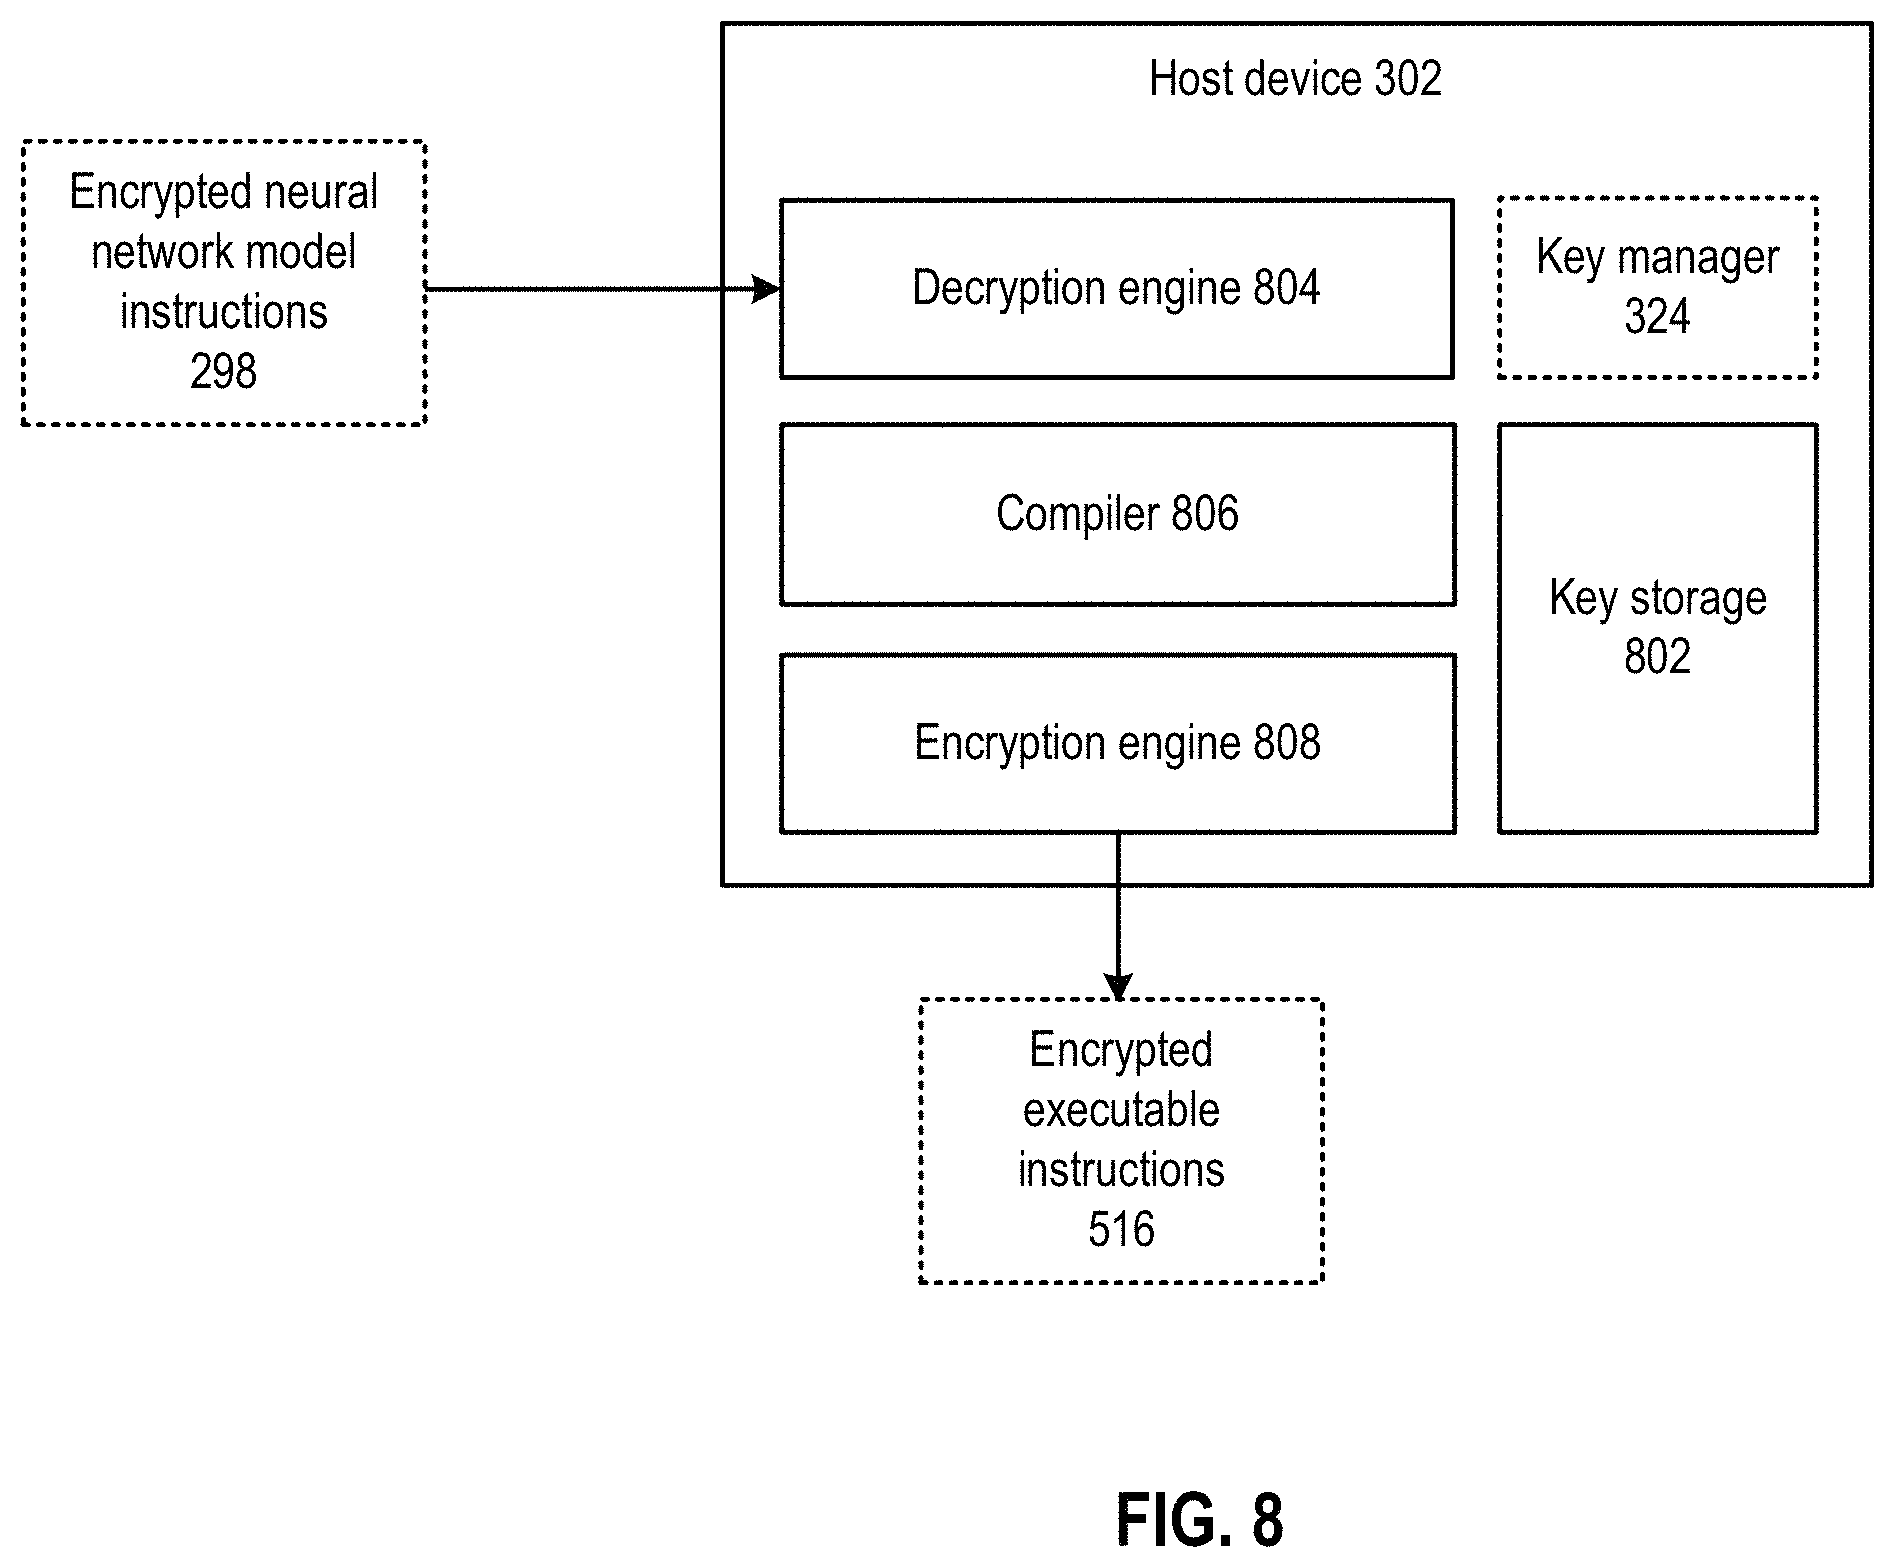 Host device 302
Encrypted neural
network model
instructions
298
Decryption engine 804
Key manager
324
Compiler 806
Key storage
802
Encryption engine 808
Encrypted
executable
instructions
516
FIG. 8